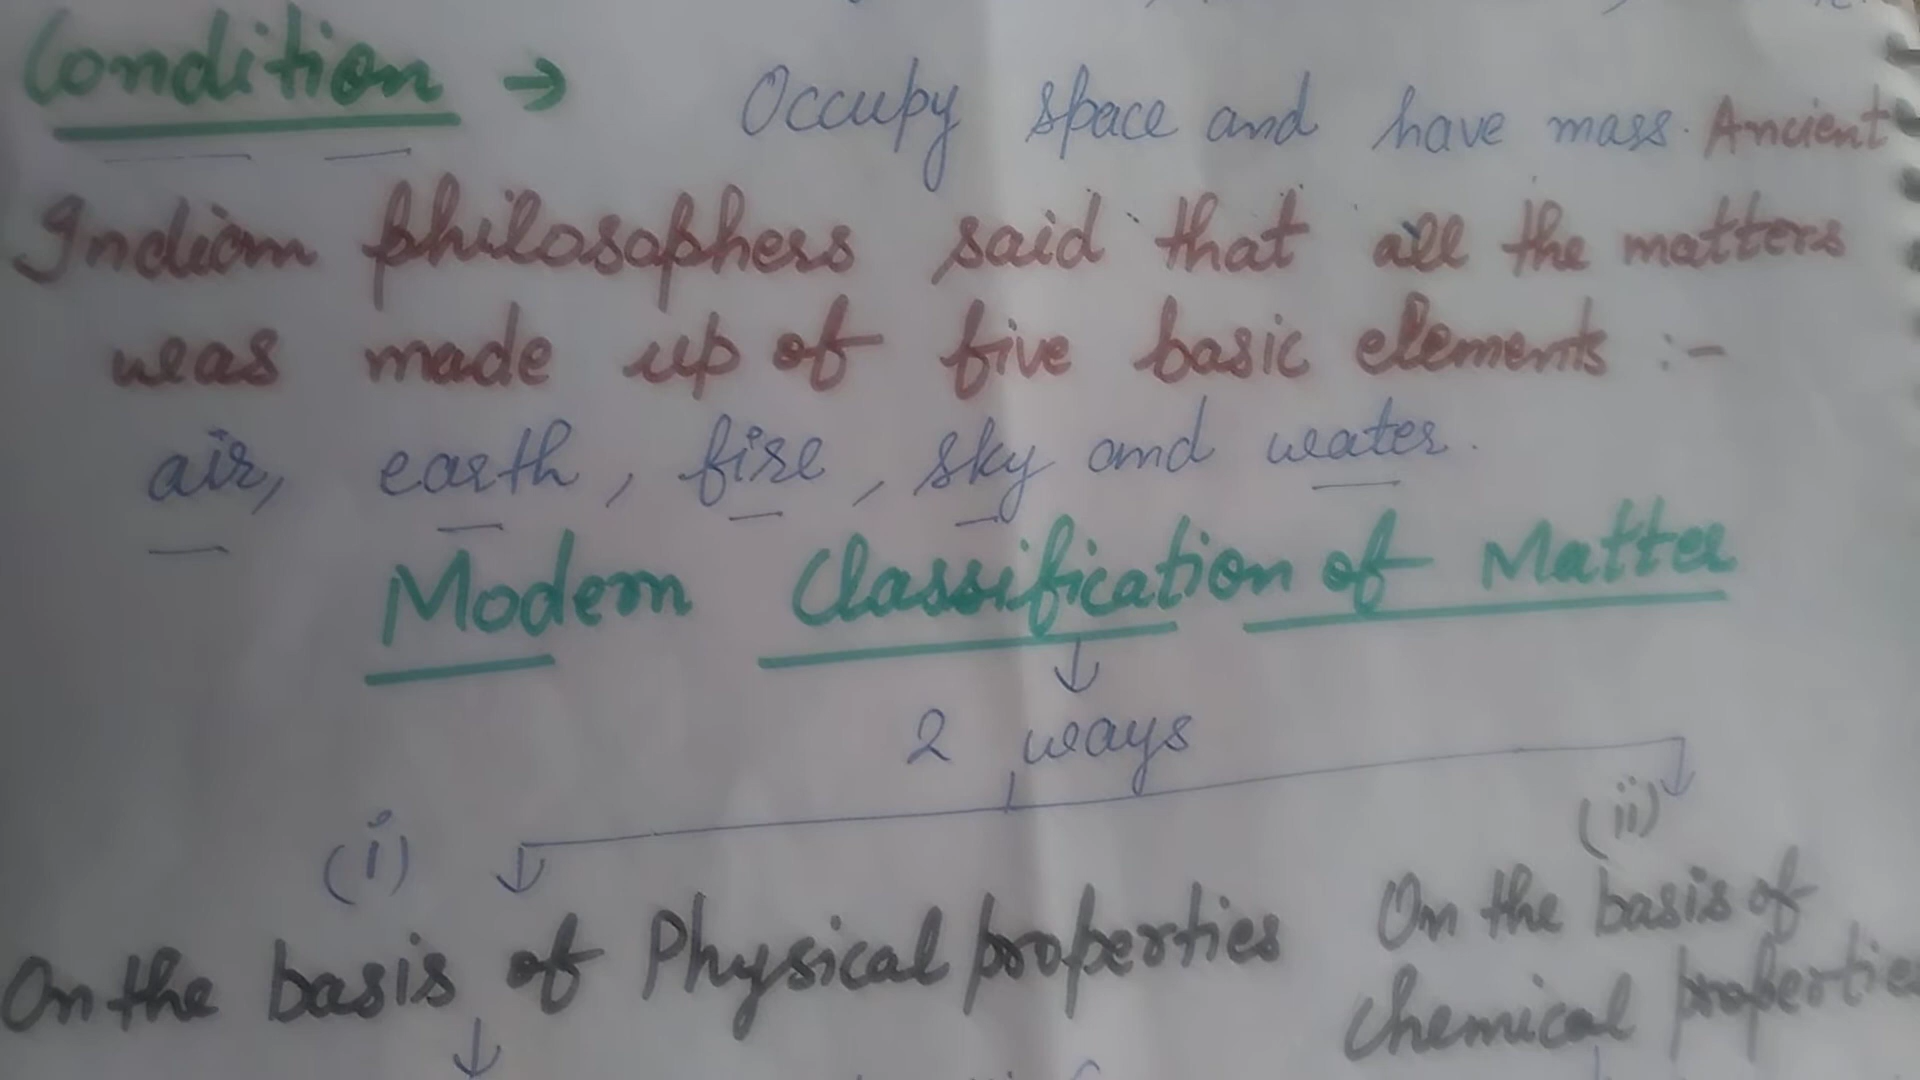 Condition → Occupy space and have mass. Ancient
Indian philosophers said that all the matters
was made up of five basic elements :-
air, earth, fire, sky and water.
Modern Classification of Matter
↓
2 ways
(i) (ii)
On the basis of Physical properties
On the basis of
chemical properties